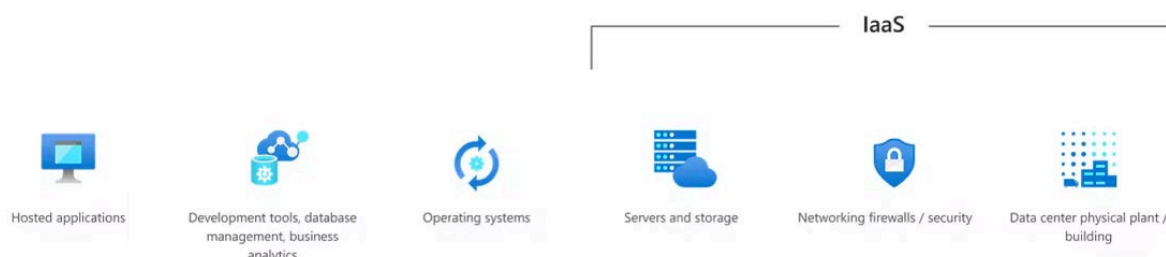 IaaS
Hosted applications
Development tools, database
management, business
analytics
Operating systems
Servers and storage
Networking firewalls / security
Data center physical plant /
building